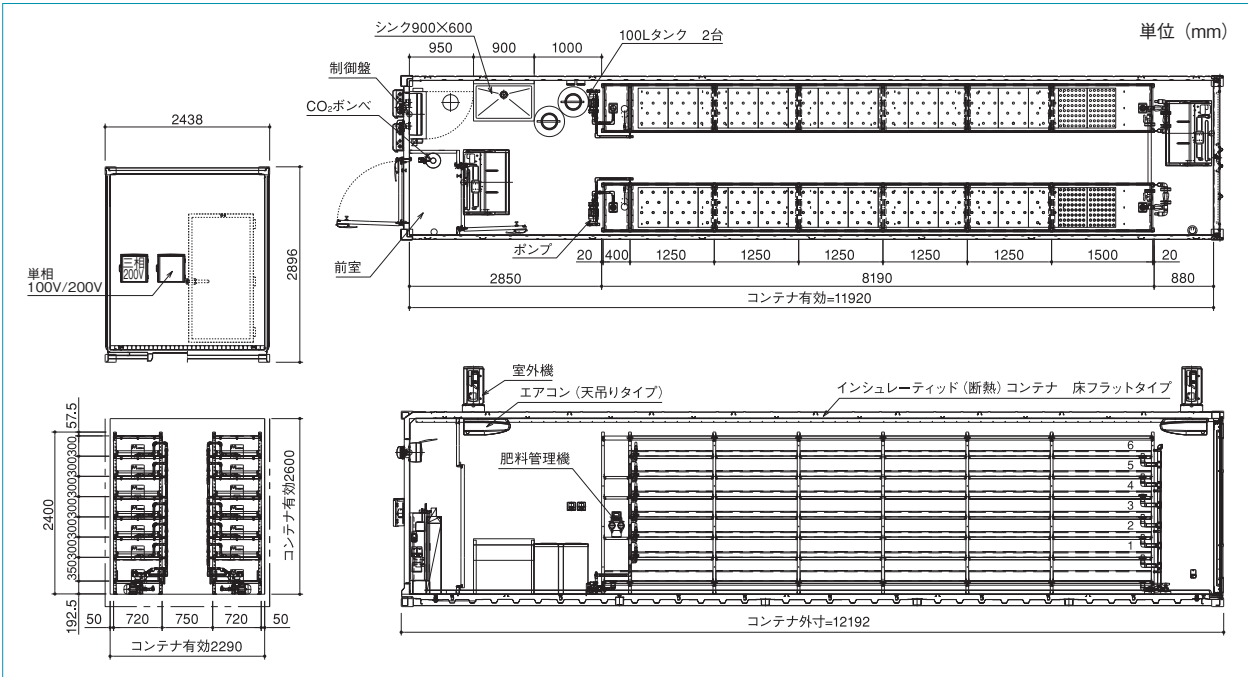 単位（mm）
シンク900×600
950
900
1000
100Lタンク　2台
制御盤
CO₂ボンベ
前室
ポンプ
20
400
1250
1250
1250
1250
1500
20
2850
8190
880
コンテナ有効=11920
2438
2896
三相
200V
単相
100V/200V
室外機
エアコン（天吊りタイプ）
インシュレーティッド（断熱）コンテナ　床フラットタイプ
肥料管理機
6
5
4
3
2
1
コンテナ外寸=12192
57.5
300
300
300
300
300
300
350
192.5
2400
コンテナ有効2600
50
720
750
720
50
コンテナ有効2290